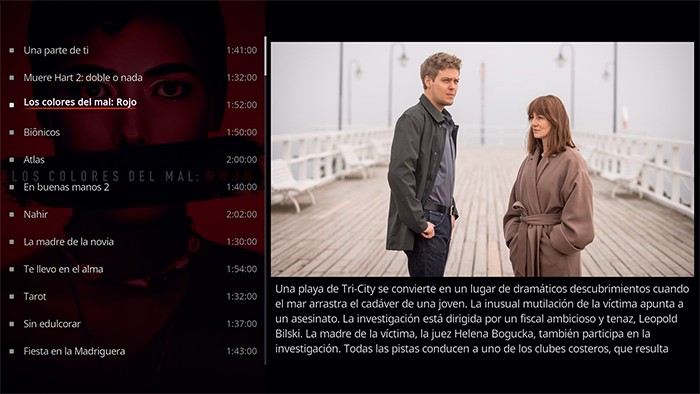 Una parte de ti 1:41:00
Muere Hart 2: doble o nada 1:32:00
Los colores del mal: Rojo 1:52:00
Biônicos 1:50:00
Atlas 2:00:00
En buenas manos 2 1:40:00
Nahir 2:02:00
La madre de la novia 1:30:00
Te llevo en el alma 1:54:00
Tarot 1:32:00
Sin edulcorar 1:37:00
Fiesta en la Madriguera 1:43:00
LOS COLORES DEL MAL: ROJO
Una playa de Tri-City se convierte en un lugar de dramáticos descubrimientos cuando
el mar arrastra el cadáver de una joven. La inusual mutilación de la víctima apunta a
un asesinato. La investigación está dirigida por un fiscal ambicioso y tenaz, Leopold
Bilski. La madre de la víctima, la juez Helena Bogucka, también participa en la
investigación. Todas las pistas conducen a uno de los clubes costeros, que resulta